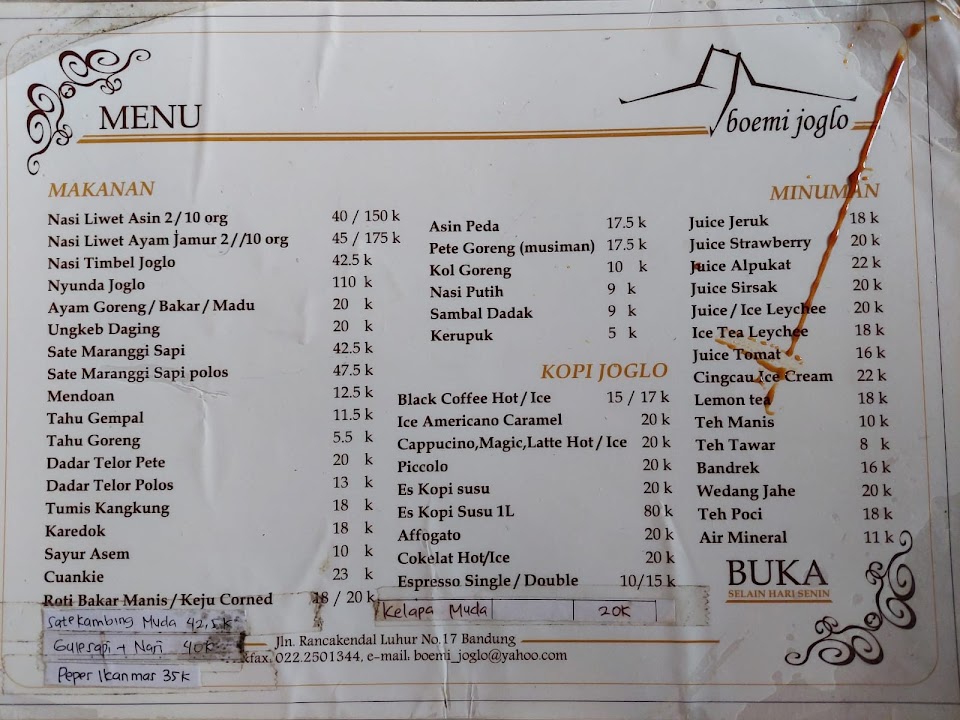 MENU
boemi joglo
MAKANAN
Nasi Liwet Asin 2/10 org 40 / 150 k
Nasi Liwet Ayam Jamur 2//10 org 45 / 175 k
Nasi Timbel Joglo 42.5 k
Nyunda Joglo 110 k
Ayam Goreng / Bakar / Madu 20 k
Ungkeb Daging 20 k
Sate Maranggi Sapi 42.5 k
Sate Maranggi Sapi polos 47.5 k
Mendoan 12.5 k
Tahu Gempal 11.5 k
Tahu Goreng 5.5 k
Dadar Telor Pete 20 k
Dadar Telor Polos 13 k
Tumis Kangkung 18 k
Karedok 18 k
Sayur Asem 10 k
Cuankie 23 k
Roti Bakar Manis / Keju Corned 18 / 20 k
Sate kambing Muda 42,5k
Gule sapi + Nasi 40k
Peper Ikan mar 35k
Asin Peda 17.5 k
Pete Goreng (musiman) 17.5 k
Kol Goreng 10 k
Nasi Putih 9 k
Sambal Dadak 9 k
Kerupuk 5 k
KOPI JOGLO
Black Coffee Hot / Ice 15 / 17 k
Ice Americano Caramel 20 k
Cappucino,Magic,Latte Hot / Ice 20 k
Piccolo 20 k
Es Kopi susu 20 k
Es Kopi Susu 1L 80 k
Affogato 20 k
Cokelat Hot/Ice 20 k
Espresso Single / Double 10/15 k
Kelapa Muda 20K
MINUMAN
Juice Jeruk 18 k
Juice Strawberry 20 k
Juice Alpukat 22 k
Juice Sirsak 20 k
Juice / Ice Leychee 20 k
Ice Tea Leychee 18 k
Juice Tomat 16 k
Cingcau Ice Cream 22 k
Lemon tea 18 k
Teh Manis 10 k
Teh Tawar 8 k
Bandrek 16 k
Wedang Jahe 20 k
Teh Poci 18 k
Air Mineral 11 k
BUKA
SELAIN HARI SENIN
Jln. Rancakendal Luhur No.17 Bandung
kfax. 022.2501344, e-mail. boemi_joglo@yahoo.com